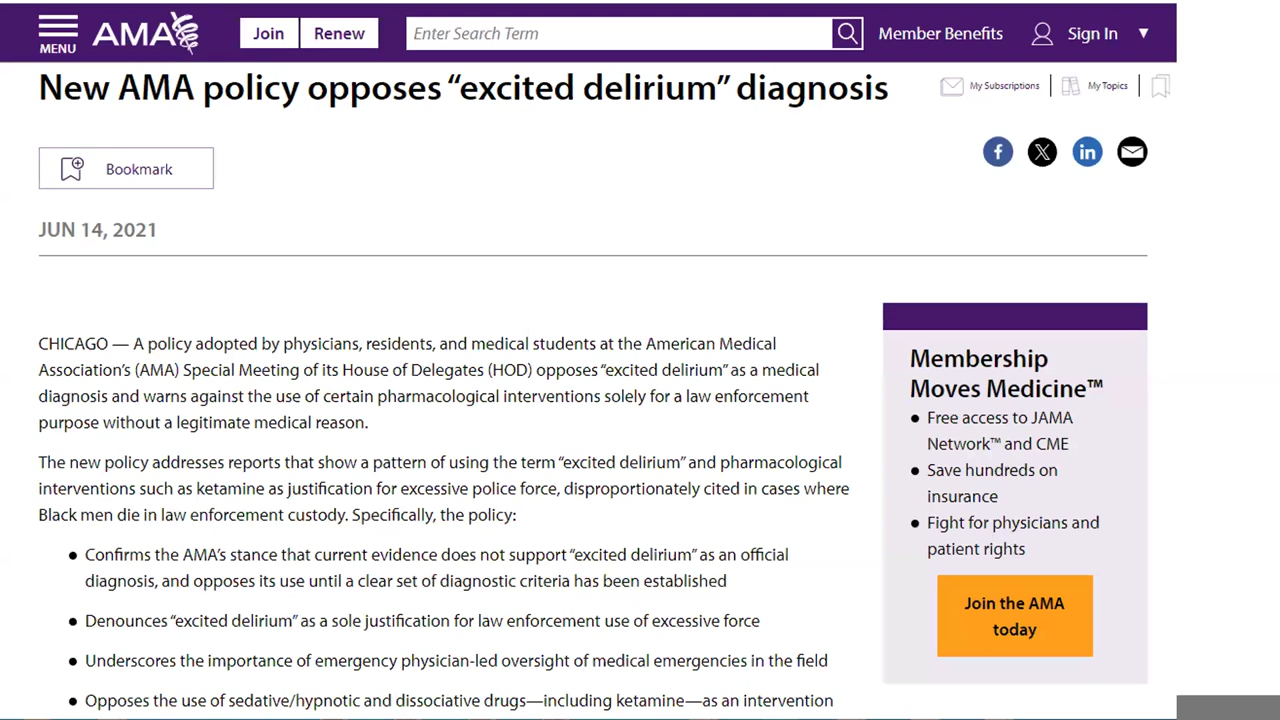 MENU
AMA
Join
Renew
Enter Search Term
Member Benefits
Sign In ▼
New AMA policy opposes “excited delirium” diagnosis
My Subscriptions
My Topics
Bookmark
JUN 14, 2021
CHICAGO — A policy adopted by physicians, residents, and medical students at the American Medical
Association’s (AMA) Special Meeting of its House of Delegates (HOD) opposes “excited delirium” as a medical
diagnosis and warns against the use of certain pharmacological interventions solely for a law enforcement
purpose without a legitimate medical reason.
The new policy addresses reports that show a pattern of using the term “excited delirium” and pharmacological
interventions such as ketamine as justification for excessive police force, disproportionately cited in cases where
Black men die in law enforcement custody. Specifically, the policy:
● Confirms the AMA’s stance that current evidence does not support “excited delirium” as an official
diagnosis, and opposes its use until a clear set of diagnostic criteria has been established
● Denounces “excited delirium” as a sole justification for law enforcement use of excessive force
● Underscores the importance of emergency physician-led oversight of medical emergencies in the field
● Opposes the use of sedative/hypnotic and dissociative drugs—including ketamine—as an intervention
Membership
Moves Medicine™
● Free access to JAMA
Network™ and CME
● Save hundreds on
insurance
● Fight for physicians and
patient rights
Join the AMA
today